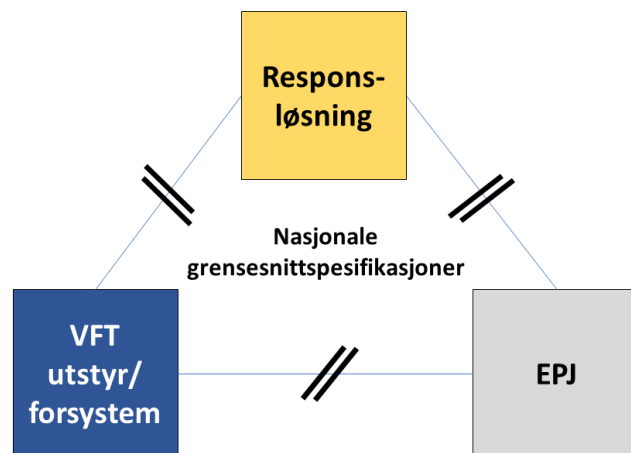 Respons-
løsning
Nasjonale
grensesnittspesifikasjoner
VFT
utstyr/
forsystem
EPJ